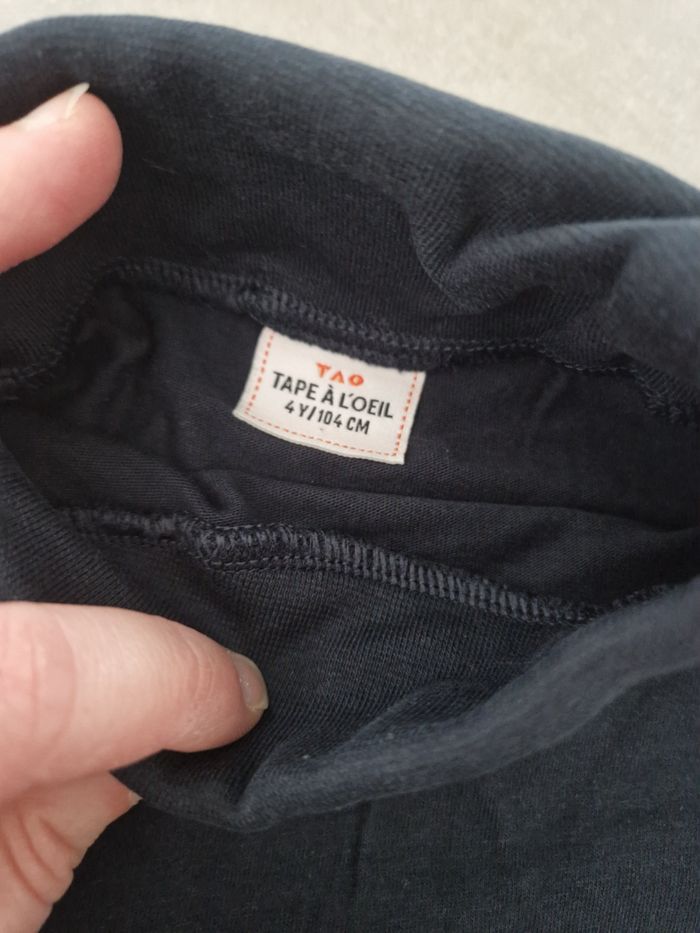 TAO
TAPE À L'OEIL
4 Y/104 CM